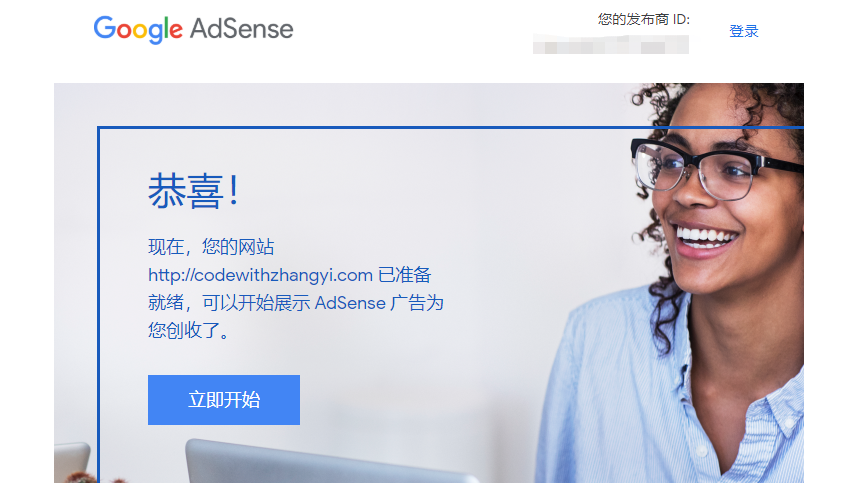 Google AdSense
您的发布商 ID:
登录
恭喜！
现在，您的网站
http://codewithzhangyi.com 已准备
就绪，可以开始展示 AdSense 广告为
您创收了。
立即开始